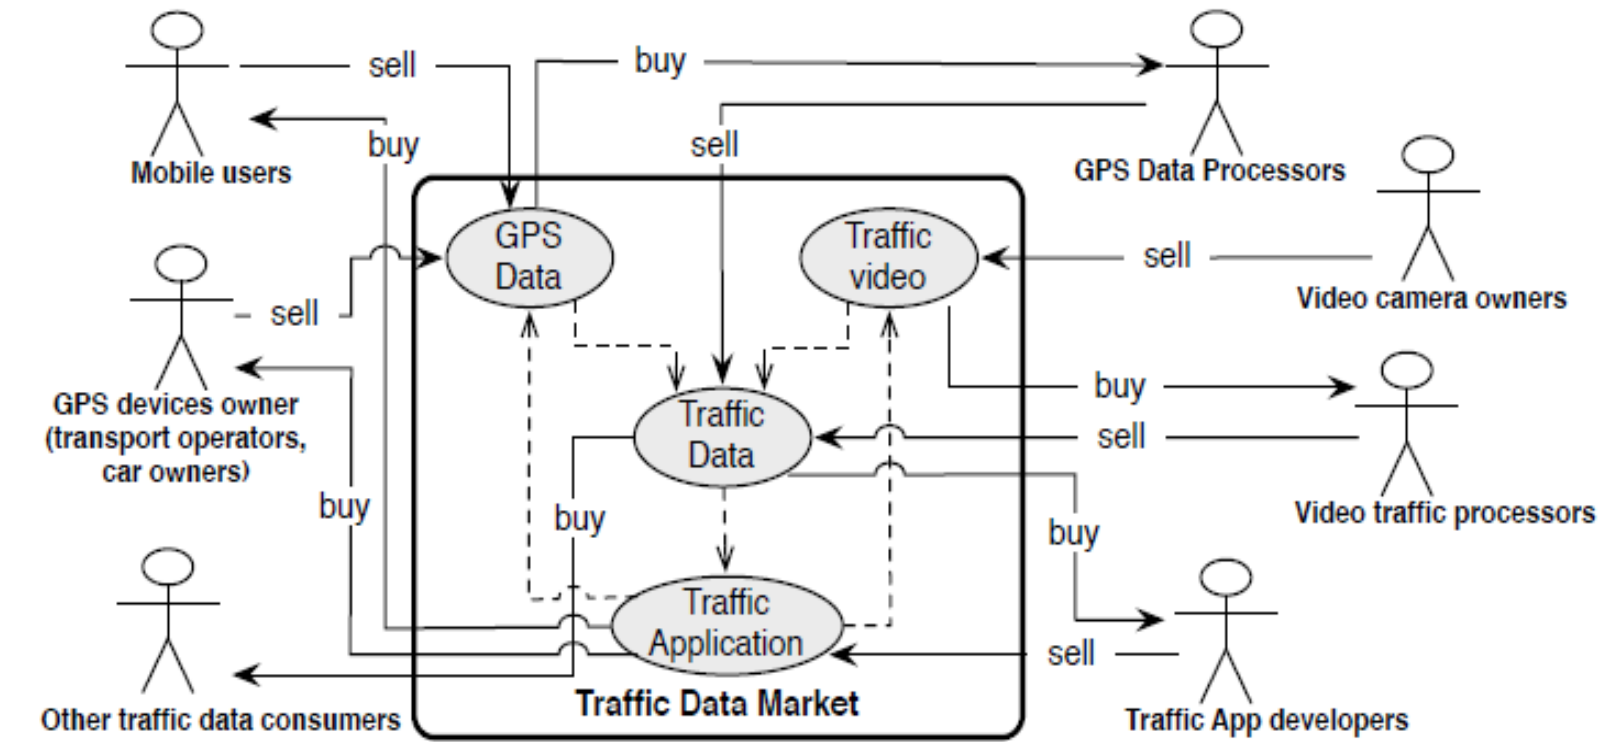 sell
buy
buy
sell
Mobile users
GPS Data Processors
GPS
Data
Traffic
video
sell
Video camera owners
sell
GPS devices owner
(transport operators,
car owners)
buy
sell
Traffic
Data
Video traffic processors
buy
buy
buy
Traffic
Application
sell
Traffic Data Market
Other traffic data consumers
Traffic App developers